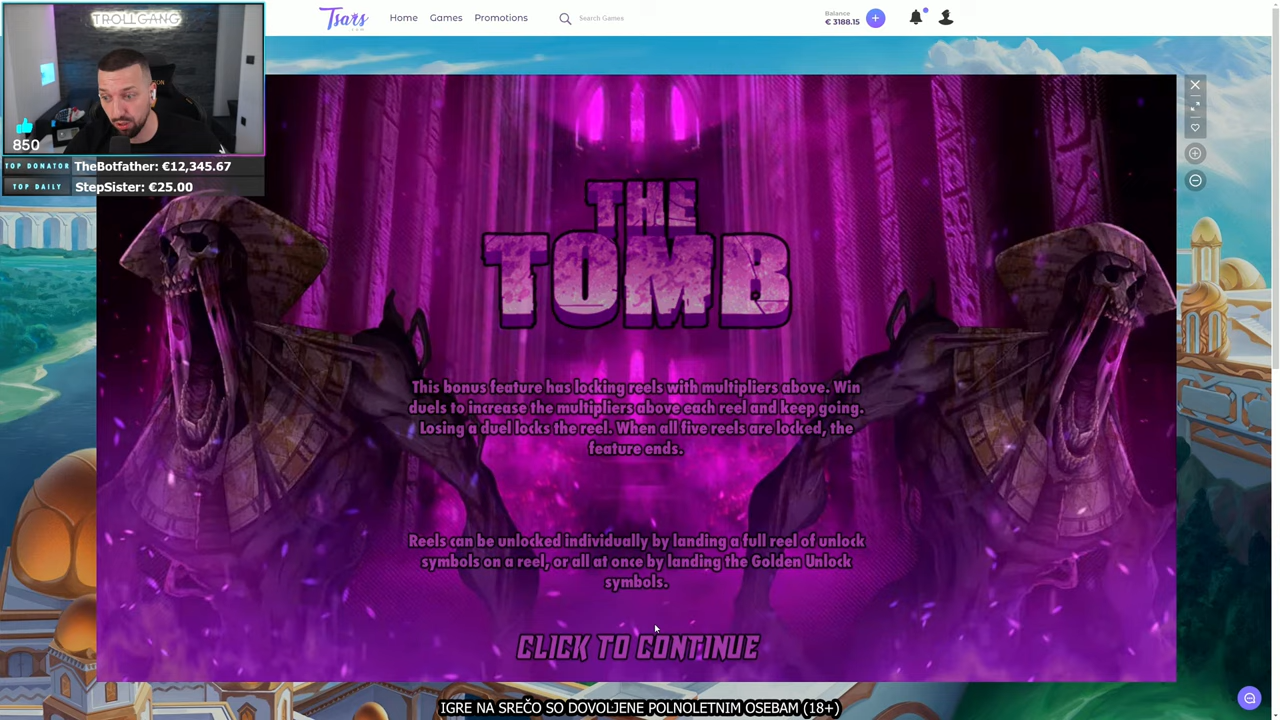 TROLLGANG
850
TOP DONATOR TheBotfather: €12,345.67
TOP DAILY StepSister: €25.00
Tsars
.com
Home Games Promotions Search Games
Balance
€ 3188.15
THE
TOMB
This bonus feature has locking reels with multipliers above. Win
duels to increase the multipliers above each reel and keep going.
Losing a duel locks the reel. When all five reels are locked, the
feature ends.
Reels can be unlocked individually by landing a full reel of unlock
symbols on a reel, or all at once by landing the Golden Unlock
symbols.
CLICK TO CONTINUE
IGRE NA SREČO SO DOVOLJENE POLNOLETNIM OSEBAM (18+)